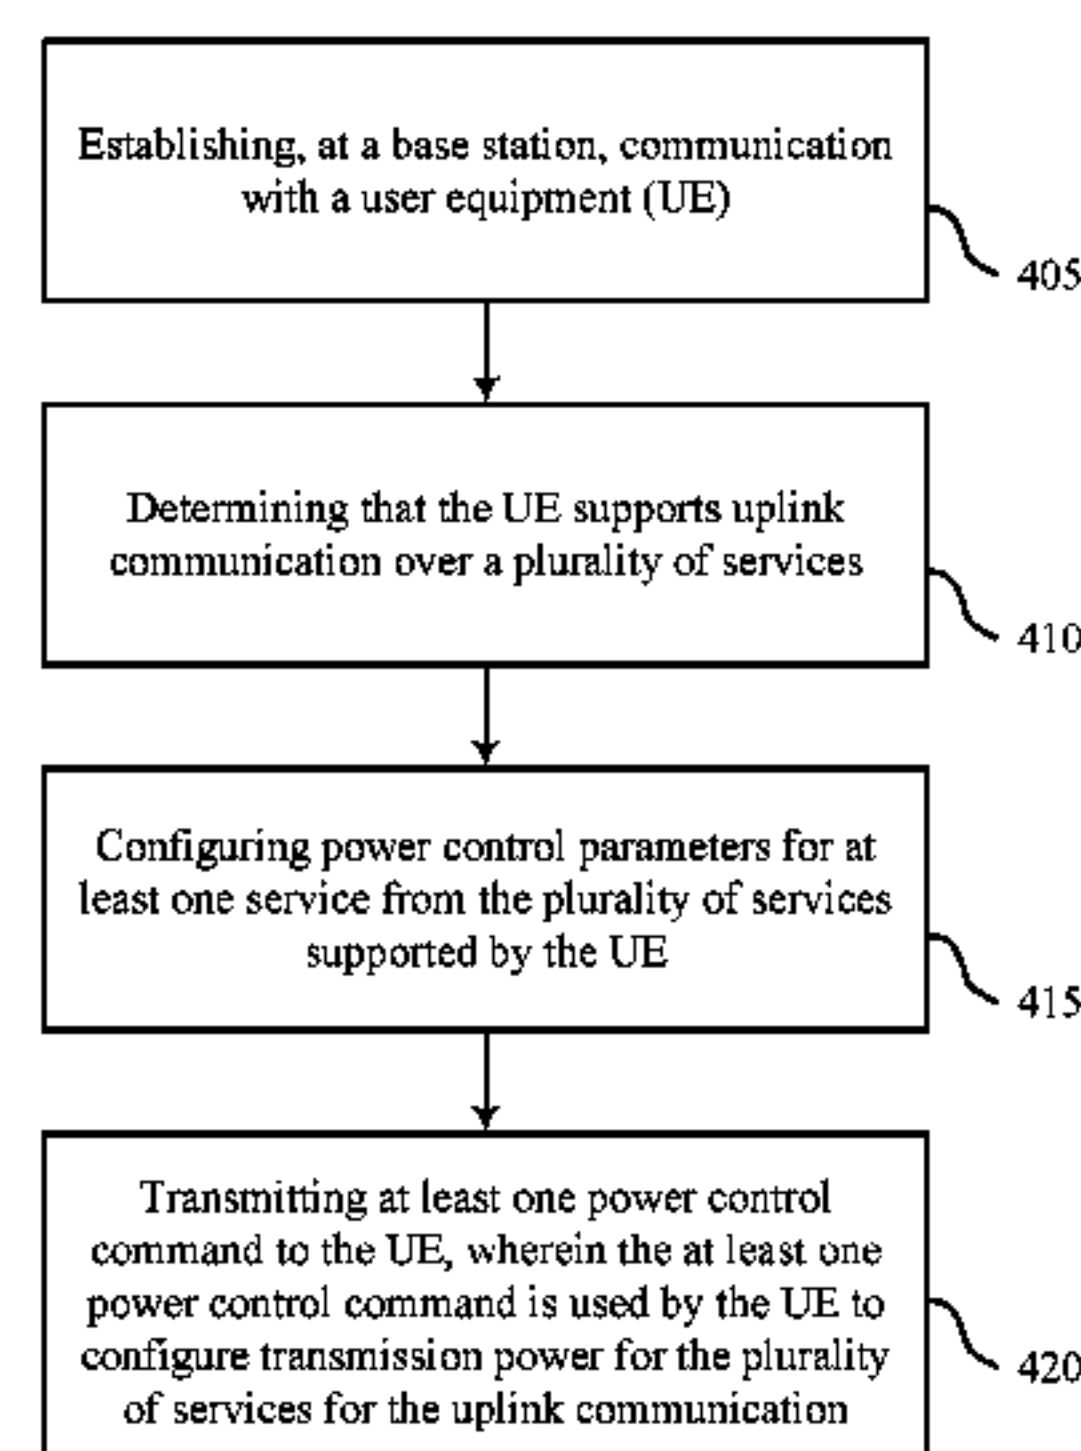 Establishing, at a base station, communication
with a user equipment (UE)
405
Determining that the UE supports uplink
communication over a plurality of services
410
Configuring power control parameters for at
least one service from the plurality of services
supported by the UE
415
Transmitting at least one power control
command to the UE, wherein the at least one
power control command is used by the UE to
configure transmission power for the plurality
of services for the uplink communication
420